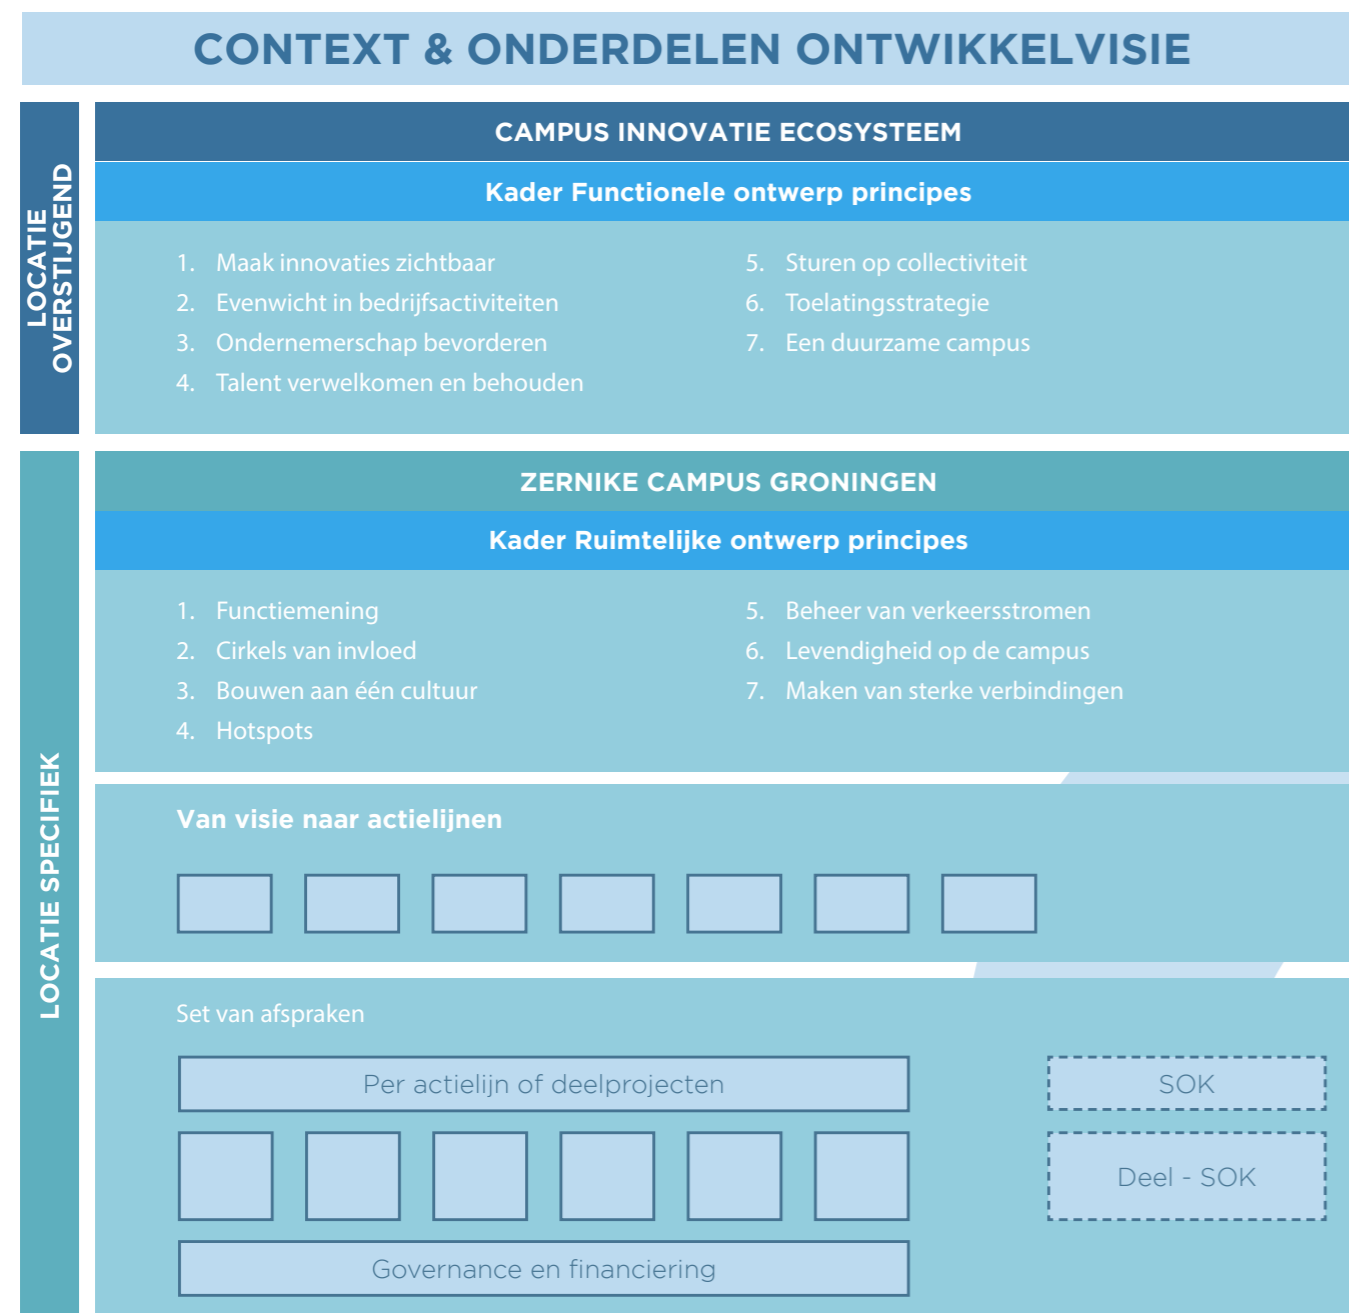 CONTEXT & ONDERDELEN ONTWIKKELVISIE
LOCATIE
OVERSTIJGEND
CAMPUS INNOVATIE ECOSYSTEEM
Kader Functionele ontwerp principes
1. Maak innovaties zichtbaar
2. Evenwicht in bedrijfsactiviteiten
3. Ondernemerschap bevorderen
4. Talent verwelkomen en behouden
5. Sturen op collectiviteit
6. Toelatingsstrategie
7. Een duurzame campus
LOCATIE SPECIFIEK
ZERNIKE CAMPUS GRONINGEN
Kader Ruimtelijke ontwerp principes
1. Functiemening
2. Cirkels van invloed
3. Bouwen aan één cultuur
4. Hotspots
5. Beheer van verkeersstromen
6. Levendigheid op de campus
7. Maken van sterke verbindingen
Van visie naar actielijnen
Set van afspraken
Per actielijn of deelprojecten
SOK
Deel - SOK
Governance en financiering